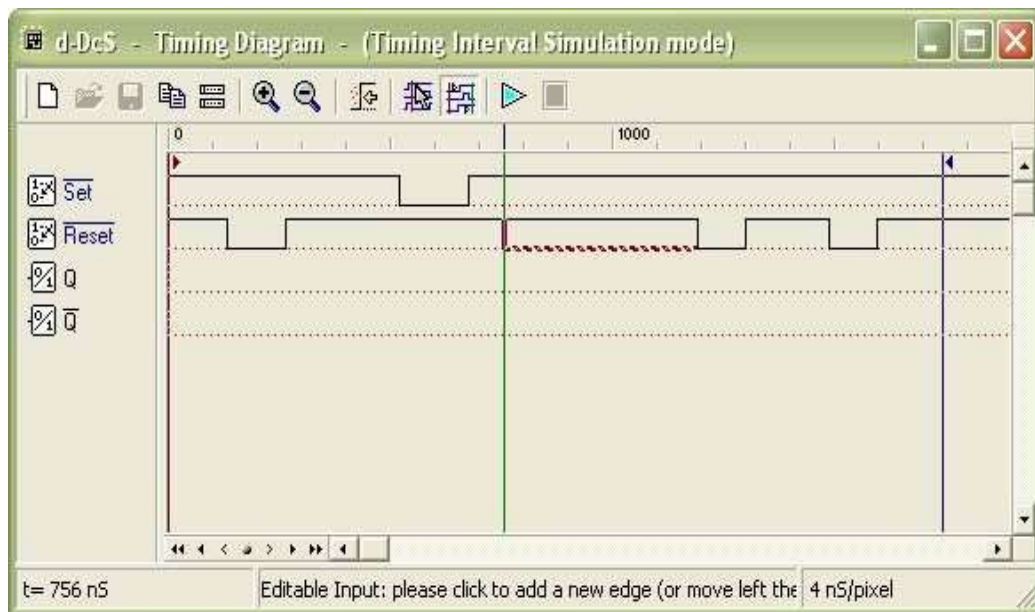 d-DcS - Timing Diagram - (Timing Interval Simulation mode)
0 1000
Set
Reset
Q
Q̅
t= 756 nS Editable Input: please click to add a new edge (or move left the 4 nS/pixel